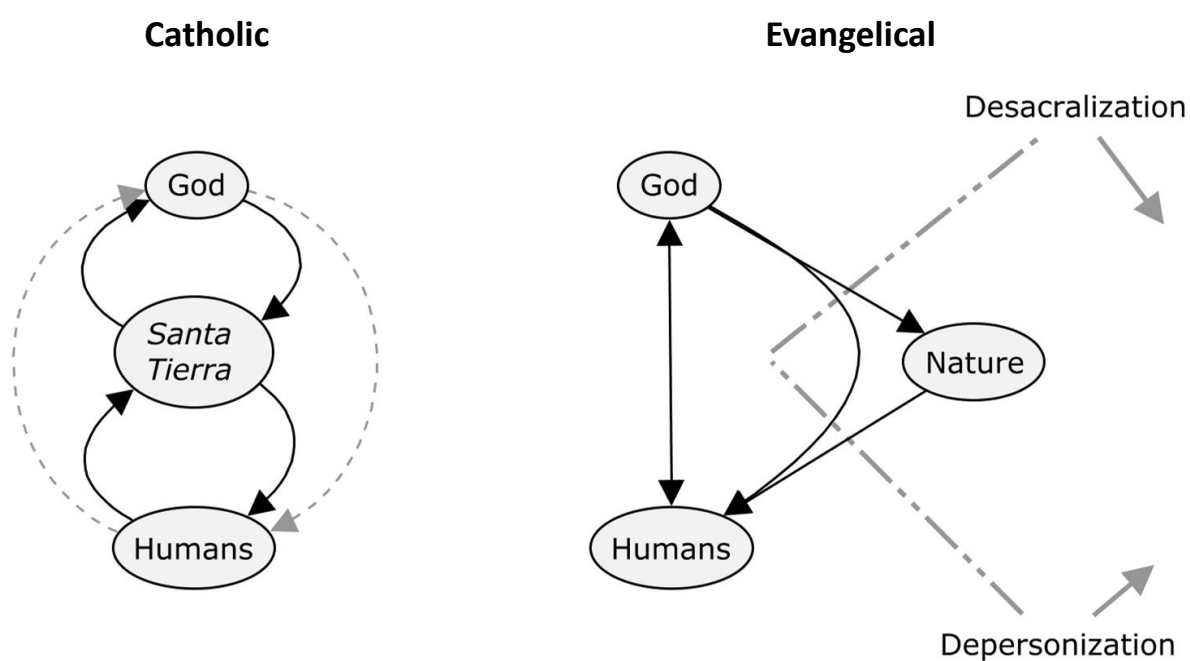 Catholic
Evangelical
Desacralization
God
God
Santa
Tierra
Nature
Humans
Humans
Depersonization